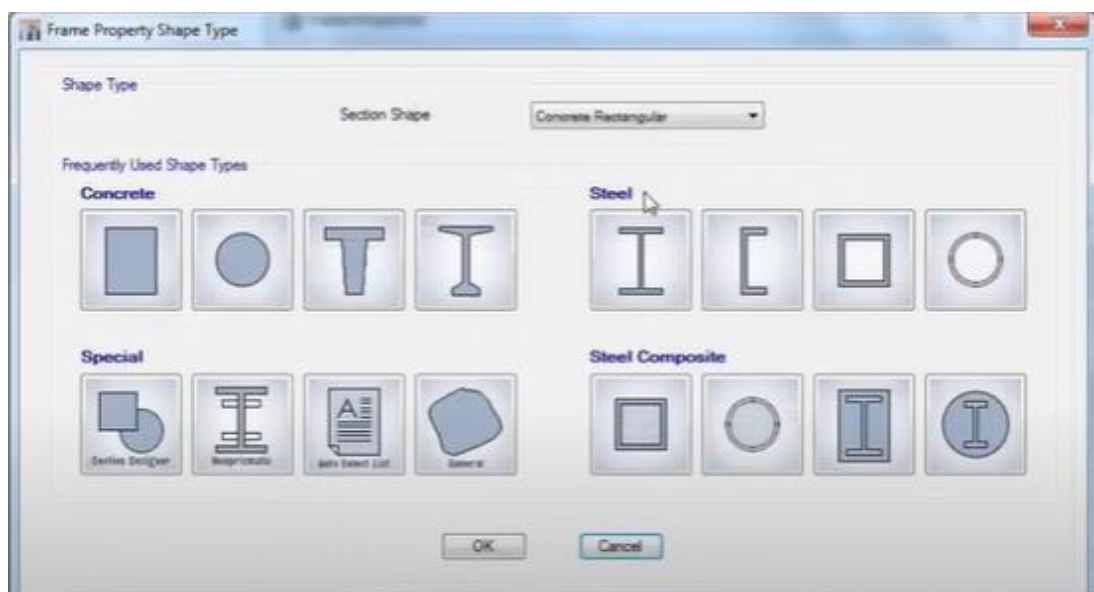 Frame Property Shape Type
Shape Type
Section Shape
Concrete Rectangular
Frequently Used Shape Types
Concrete
Steel
Special
Steel Composite
Section Designer
Nonprismatic
Auto Select List
General
OK
Cancel